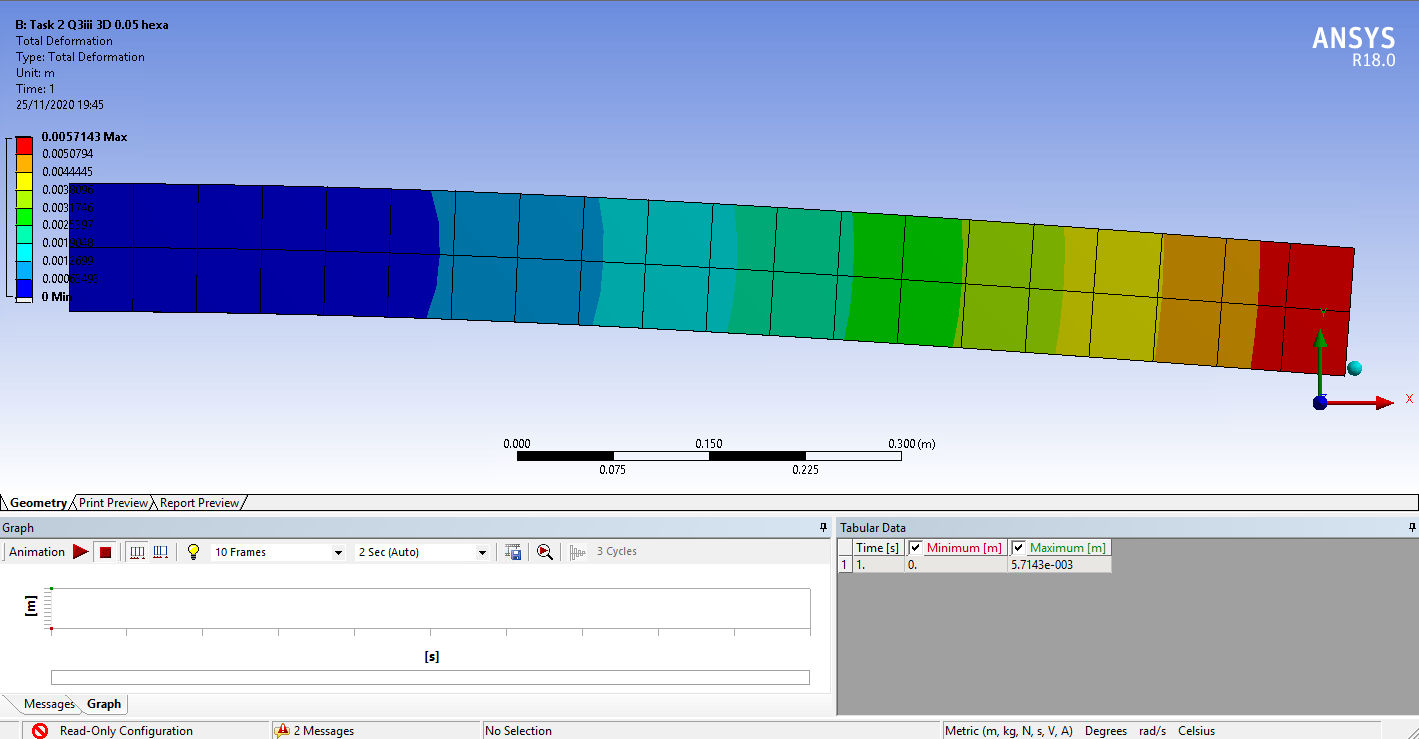 B: Task 2 Q3iii 3D 0.05 hexa
Total Deformation
Type: Total Deformation
Unit: m
Time: 1
25/11/2020 19:45
ANSYS
R18.0
0.0057143 Max
0.0050794
0.0044445
0.0038096
0.0031746
0.0025397
0.0019048
0.0012699
0.00063493
0 Min
Y
X
0.000 0.150 0.300 (m)
0.075 0.225
Geometry Print Preview Report Preview
Graph
Animation 10 Frames 2 Sec (Auto) 3 Cycles
[m]
[s]
Messages Graph
Tabular Data
Time [s] Minimum [m] Maximum [m]
1 1. 0. 5.7143e-003
Read-Only Configuration 2 Messages No Selection Metric (m, kg, N, s, V, A) Degrees rad/s Celsius